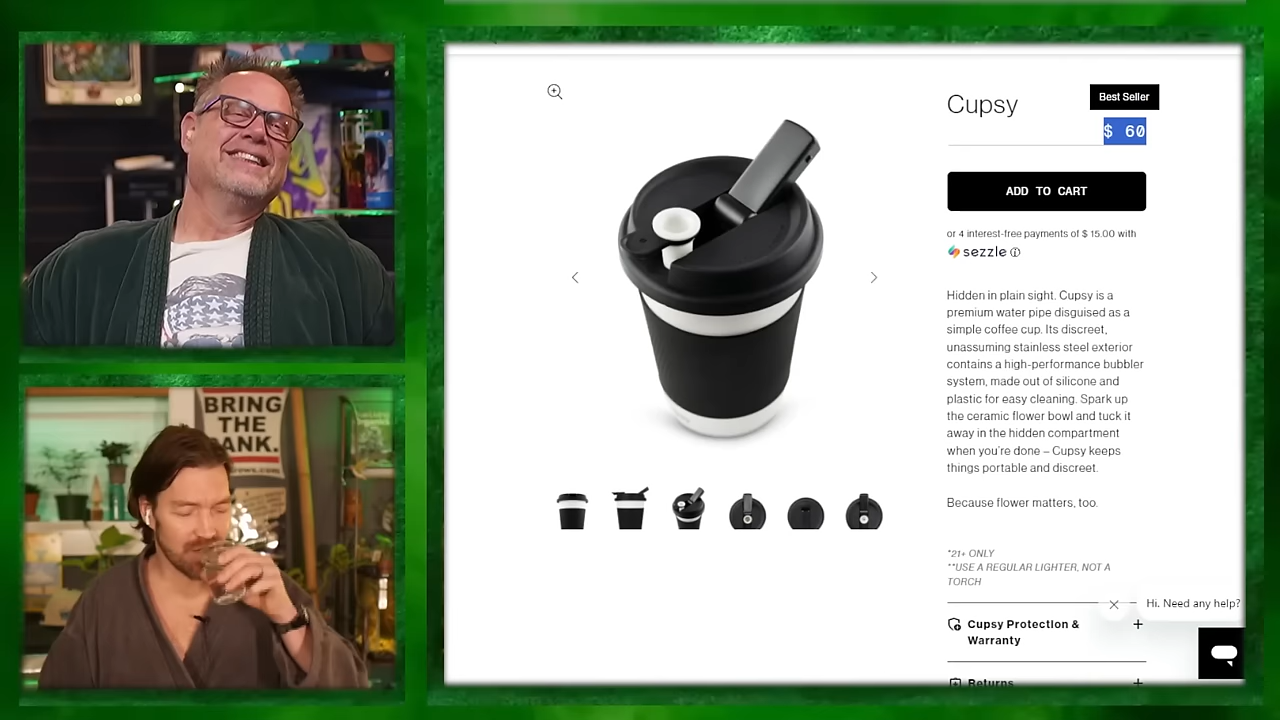 BRING
THE
Cupsy
Best Seller
$ 60
ADD TO CART
or 4 interest-free payments of $ 15.00 with
sezzle
Hidden in plain sight. Cupsy is a
premium water pipe disguised as a
simple coffee cup. Its discreet,
unassuming stainless steel exterior
contains a high-performance bubbler
system, made out of silicone and
plastic for easy cleaning. Spark up
the ceramic flower bowl and tuck it
away in the hidden compartment
when you're done – Cupsy keeps
things portable and discreet.
Because flower matters, too.
*21+ ONLY
**USE A REGULAR LIGHTER, NOT A
TORCH
Hi. Need any help?
Cupsy Protection &
Warranty
Returns